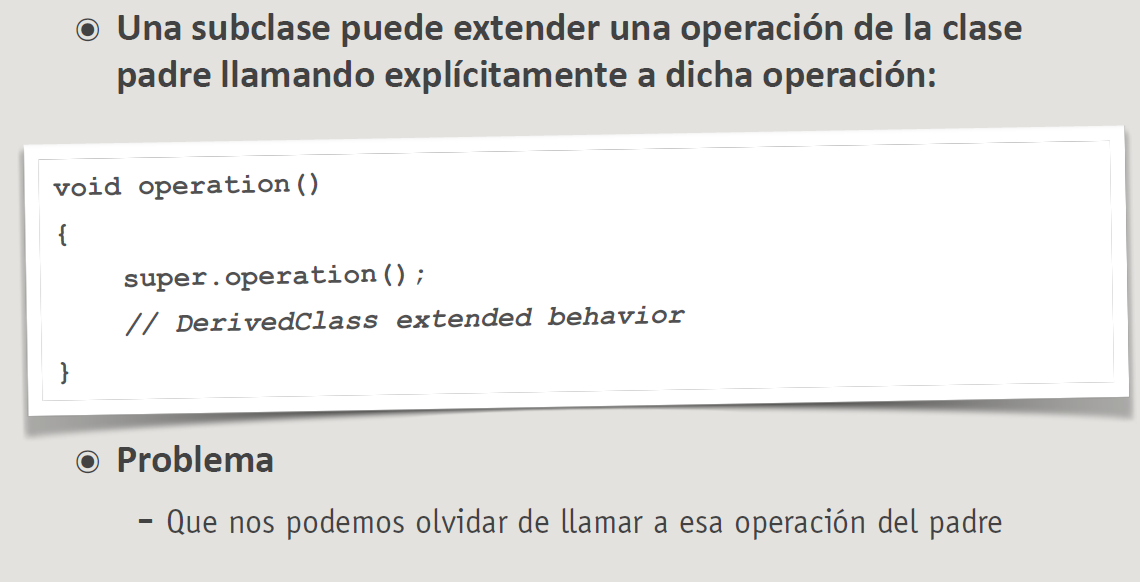 Una subclase puede extender una operación de la clase
padre llamando explícitamente a dicha operación:
void operation()
{
super.operation();
// DerivedClass extended behavior
}
Problema
– Que nos podemos olvidar de llamar a esa operación del padre